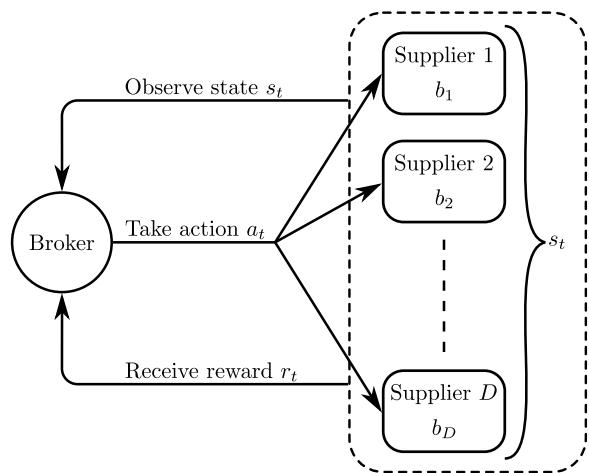 Observe state s_t
Supplier 1
b_1
Supplier 2
b_2
Broker
Take action a_t
s_t
Receive reward r_t
Supplier D
b_D